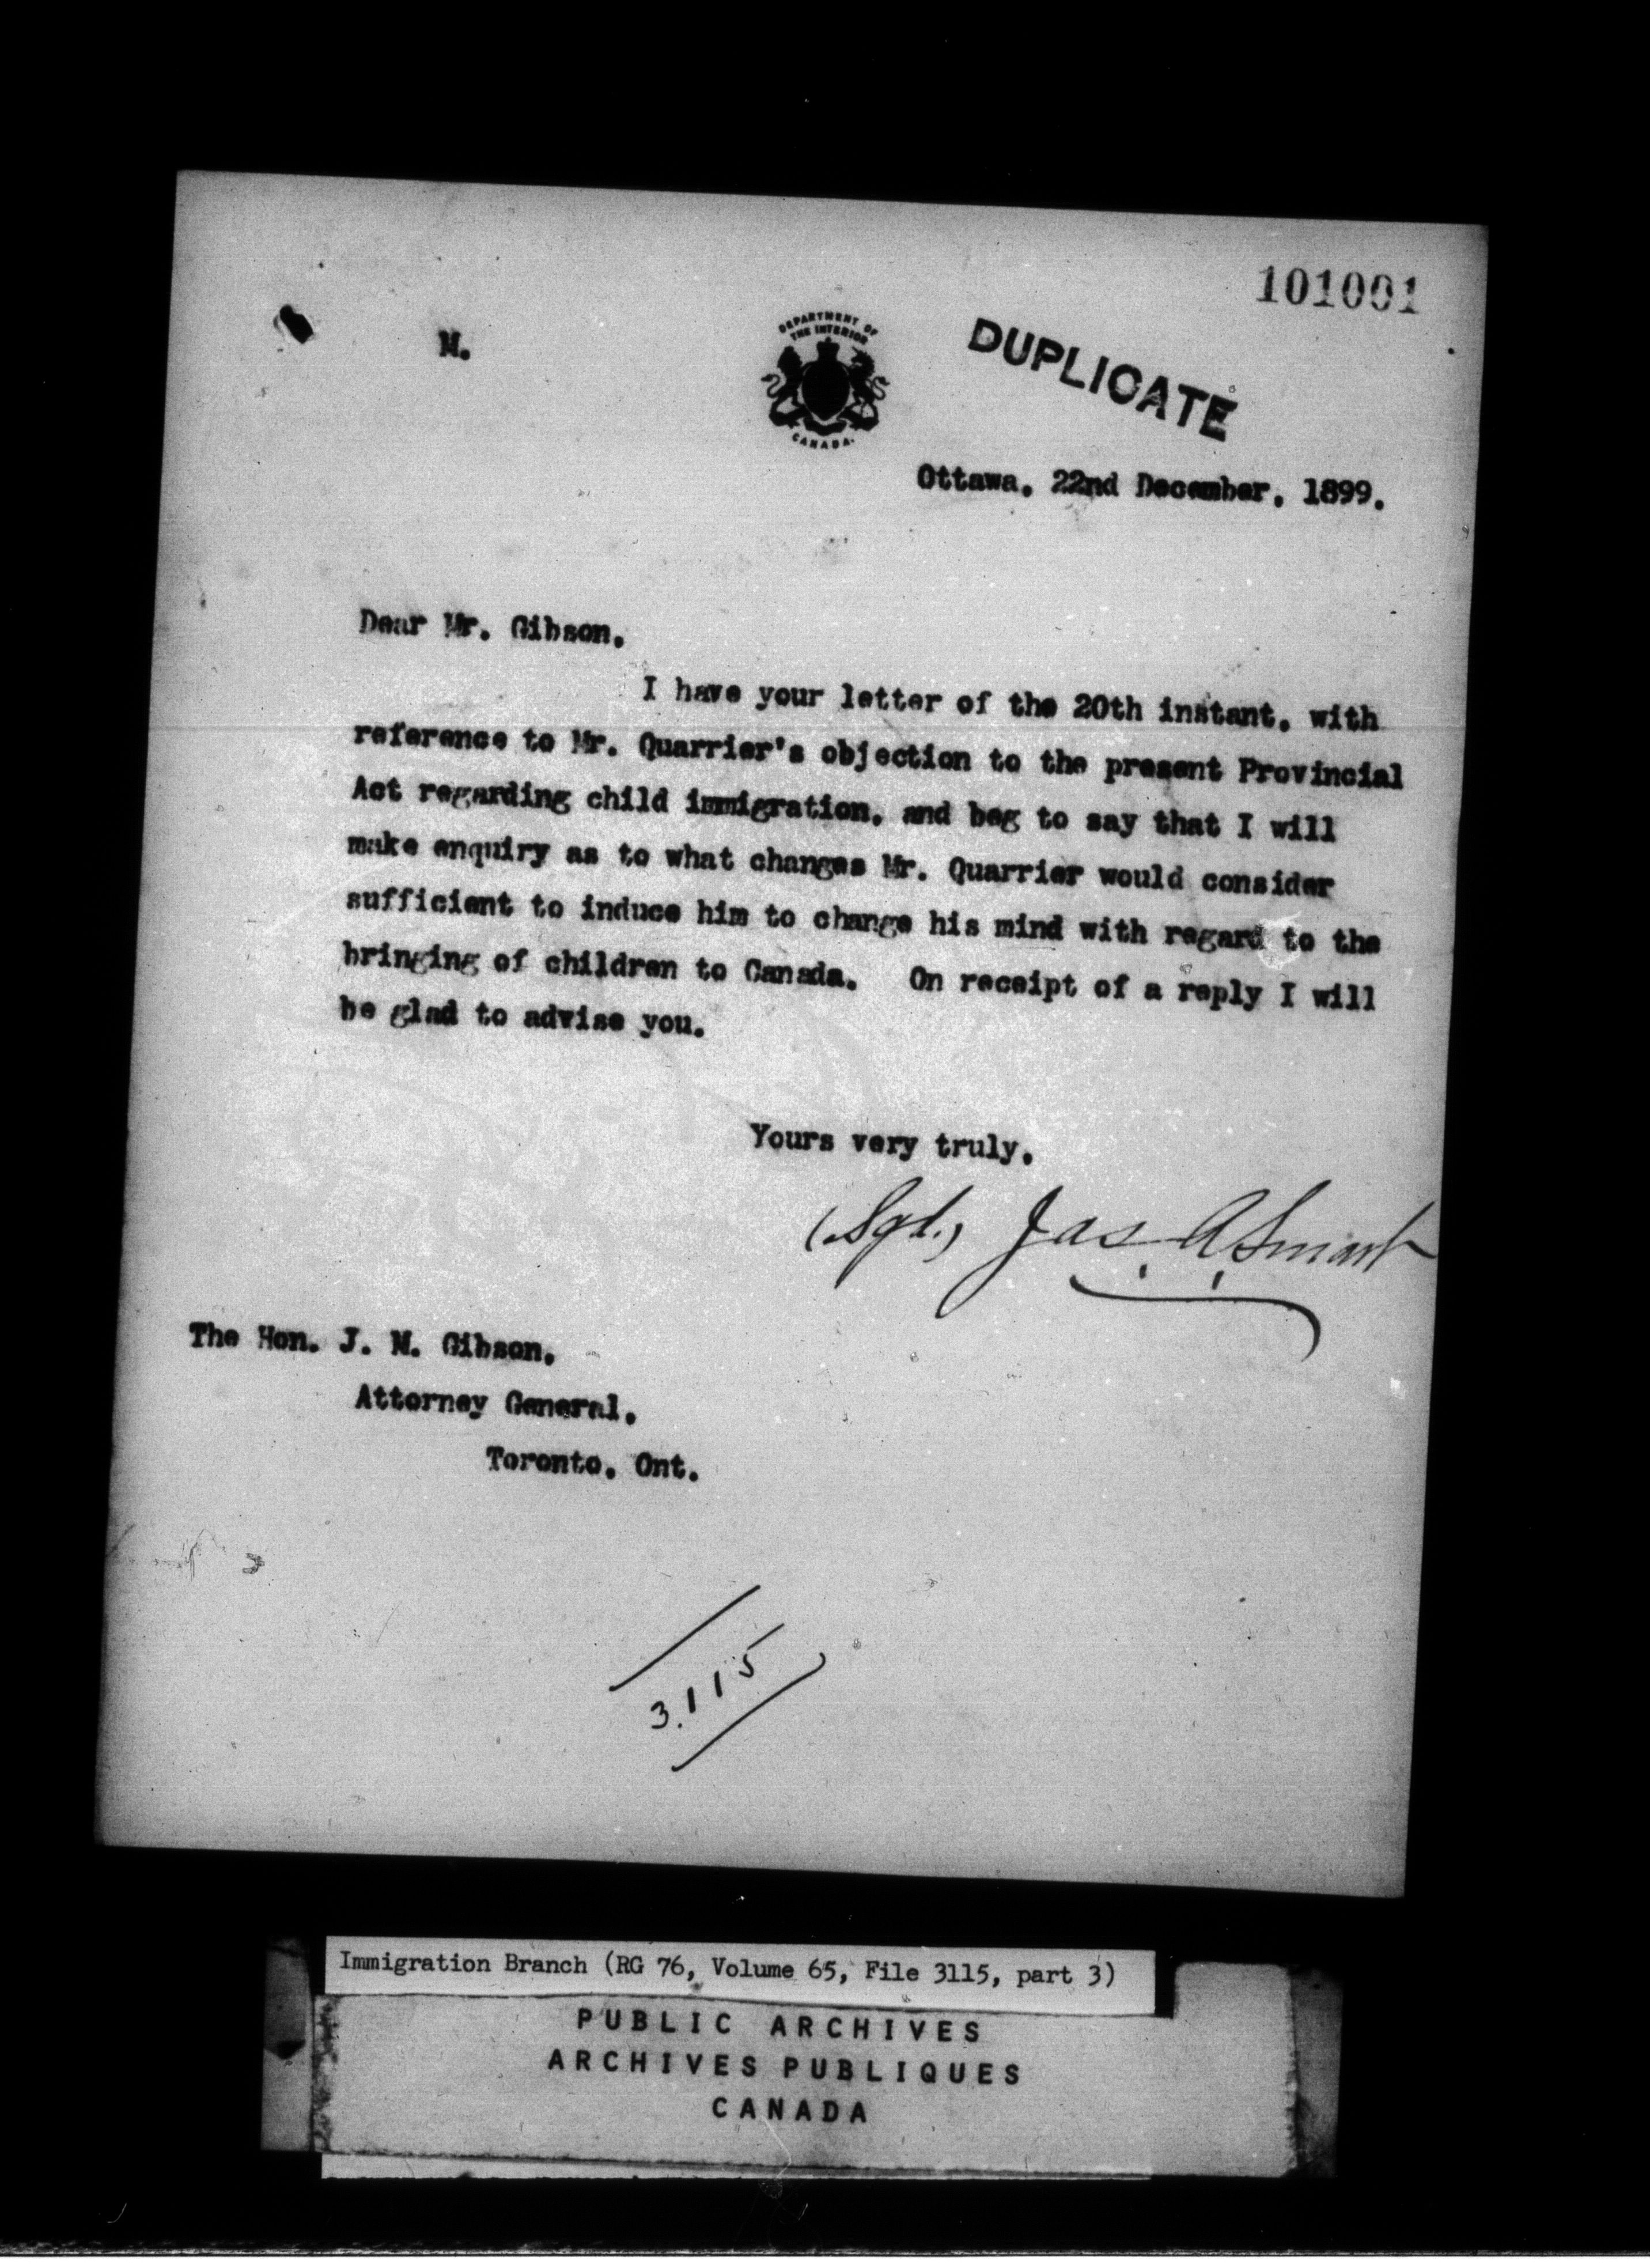 101001
M.
DEPARTMENT OF
THE INTERIOR
CANADA.
DUPLICATE
Ottawa, 22nd December, 1899.
Dear Mr. Gibson,
I have your letter of the 20th instant, with
reference to Mr. Quarrier's objection to the present Provincial
Act regarding child immigration, and beg to say that I will
make enquiry as to what changes Mr. Quarrier would consider
sufficient to induce him to change his mind with regard to the
bringing of children to Canada. On receipt of a reply I will
be glad to advise you.
Yours very truly,
(Sgd.) Jas A Smart
The Hon. J. M. Gibson,
Attorney General,
Toronto, Ont.
3115
Immigration Branch (RG 76, Volume 65, File 3115, part 3)
PUBLIC ARCHIVES
ARCHIVES PUBLIQUES
CANADA